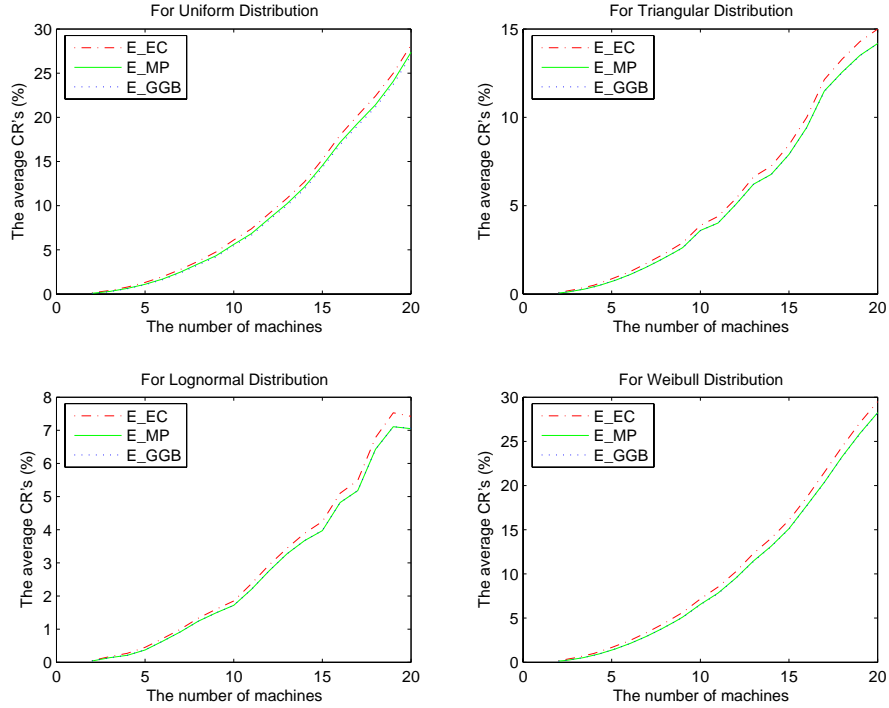 For Uniform Distribution
The average CR's (%)
30
25
20
15
10
5
0
E_EC
E_MP
E_GGB
0
5
10
15
20
The number of machines
For Triangular Distribution
The average CR's (%)
15
10
5
0
E_EC
E_MP
E_GGB
0
5
10
15
20
The number of machines
For Lognormal Distribution
The average CR's (%)
8
7
6
5
4
3
2
1
0
E_EC
E_MP
E_GGB
0
5
10
15
20
The number of machines
For Weibull Distribution
The average CR's (%)
30
25
20
15
10
5
0
E_EC
E_MP
E_GGB
0
5
10
15
20
The number of machines